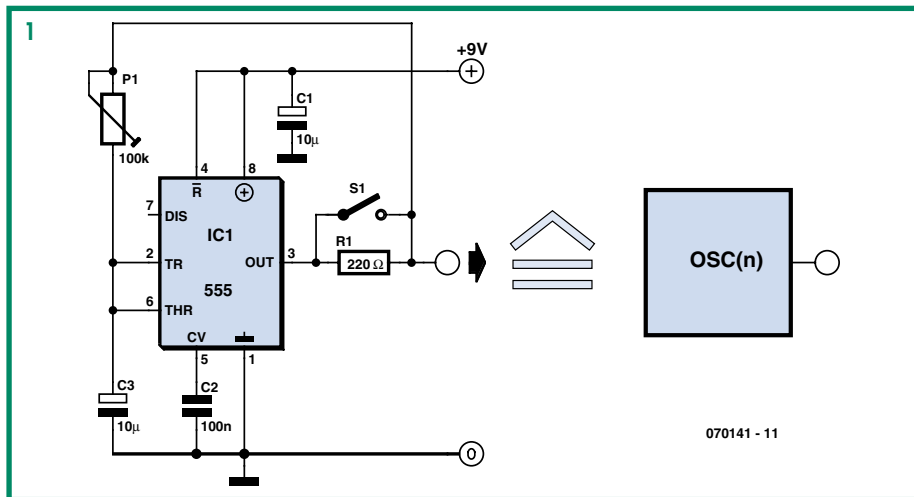 1
+9V
P1
C1
10µ
100k
4
8
R
S1
7
DIS
IC1
R1
2
TR
OUT
3
220 Ω
OSC(n)
555
6
THR
CV
5
1
C3
C2
10µ
100n
070141 - 11
0